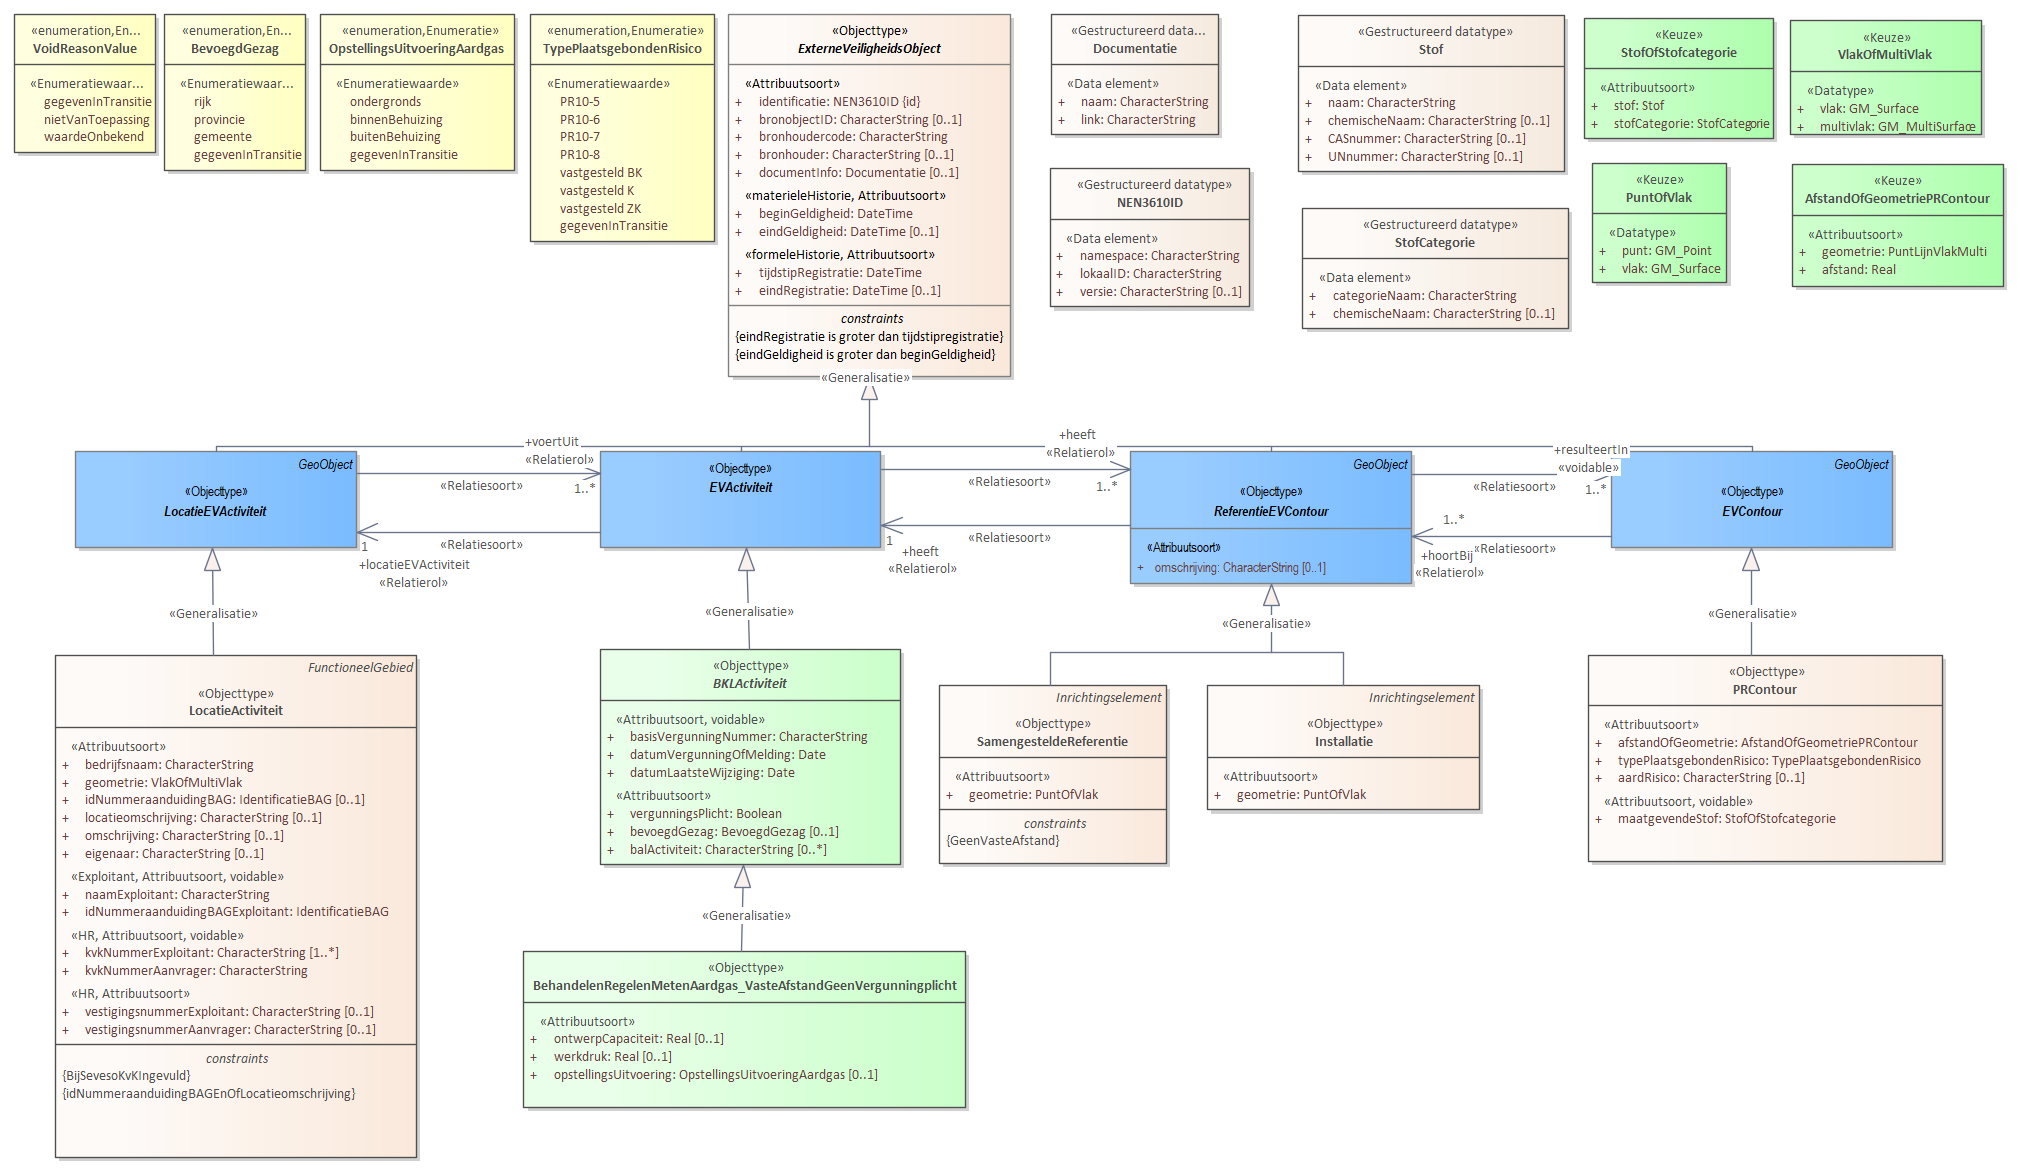 «enumeration,En...
VoidReasonValue
«Enumeratiewaar...
gegevenInTransitie
nietVanToepassing
waardeOnbekend
«enumeration,En...
BevoegdGezag
«Enumeratiewaar...
rijk
provincie
gemeente
gegevenInTransitie
«enumeration,Enumeratie»
OpstellingsUitvoeringAardgas
«Enumeratiewaarde»
ondergronds
binnenBehuizing
buitenBehuizing
gegevenInTransitie
«enumeration,Enumeratie»
TypePlaatsgebondenRisico
«Enumeratiewaarde»
PR10-5
PR10-6
PR10-7
PR10-8
vastgesteld BK
vastgesteld K
vastgesteld ZK
gegevenInTransitie
«Objecttype»
ExterneVeiligheidsObject
«Attribuutsoort»
+ identificatie: NEN3610ID {id}
+ bronobjectID: CharacterString [0..1]
+ bronhoudercode: CharacterString
+ bronhouder: CharacterString [0..1]
+ documentInfo: Documentatie [0..1]
«materieleHistorie, Attribuutsoort»
+ beginGeldigheid: DateTime
+ eindGeldigheid: DateTime [0..1]
«formeleHistorie, Attribuutsoort»
+ tijdstipRegistratie: DateTime
+ eindRegistratie: DateTime [0..1]
constraints
{eindRegistratie is groter dan tijdstipregistratie}
{eindGeldigheid is groter dan beginGeldigheid}
«Gestructureerd data...
Documentatie
«Data element»
+ naam: CharacterString
+ link: CharacterString
«Gestructureerd datatype»
NEN3610ID
«Data element»
+ namespace: CharacterString
+ lokaalID: CharacterString
+ versie: CharacterString [0..1]
«Gestructureerd datatype»
Stof
«Data element»
+ naam: CharacterString
+ chemischeNaam: CharacterString [0..1]
+ CASnummer: CharacterString [0..1]
+ UNnummer: CharacterString [0..1]
«Gestructureerd datatype»
StofCategorie
«Data element»
+ categorieNaam: CharacterString
+ chemischeNaam: CharacterString [0..1]
«Keuze»
StofOfStofcategorie
«Attribuutsoort»
+ stof: Stof
+ stofCategorie: StofCategorie
«Keuze»
VlakOfMultiVlak
«Datatype»
+ vlak: GM_Surface
+ multivlak: GM_MultiSurface
«Keuze»
PuntOfVlak
«Datatype»
+ punt: GM_Point
+ vlak: GM_Surface
«Keuze»
AfstandOfGeometriePRContour
«Attribuutsoort»
+ geometrie: PuntLijnVlakMulti
+ afstand: Real
«Generalisatie»
GeoObject
«Objecttype»
LocatieEVActiviteit
+voertUit
«Relatierol»
«Relatiesoort»
1..*
«Relatiesoort»
1
+locatieEVActiviteit
«Relatierol»
«Objecttype»
EVActiviteit
+heeft
«Relatierol»
«Relatiesoort»
1..*
«Relatiesoort»
1
+heeft
«Relatierol»
GeoObject
«Objecttype»
ReferentieEVContour
«Attribuutsoort»
+ omschrijving: CharacterString [0..1]
+resulteertIn
«voidable»
«Relatiesoort»
1..*
1..*
«Relatiesoort»
+hoortBij
«Relatierol»
GeoObject
«Objecttype»
EVContour
«Generalisatie»
«Generalisatie»
«Generalisatie»
«Generalisatie»
FunctioneelGebied
«Objecttype»
LocatieActiviteit
«Attribuutsoort»
+ bedrijfsnaam: CharacterString
+ geometrie: VlakOfMultiVlak
+ idNummeraanduidingBAG: IdentificatieBAG [0..1]
+ locatieomschrijving: CharacterString [0..1]
+ omschrijving: CharacterString [0..1]
+ eigenaar: CharacterString [0..1]
«Exploitant, Attribuutsoort, voidable»
+ naamExploitant: CharacterString
+ idNummeraanduidingBAGExploitant: IdentificatieBAG
«HR, Attribuutsoort, voidable»
+ kvkNummerExploitant: CharacterString [1..*]
+ kvkNummerAanvrager: CharacterString
«HR, Attribuutsoort»
+ vestigingsnummerExploitant: CharacterString [0..1]
+ vestigingsnummerAanvrager: CharacterString [0..1]
constraints
{BijSevesoKvKIngevuld}
{idNummeraanduidingBAGEnOfLocatieomschrijving}
«Objecttype»
BKLActiviteit
«Attribuutsoort, voidable»
+ basisVergunningNummer: CharacterString
+ datumVergunningOfMelding: Date
+ datumLaatsteWijziging: Date
«Attribuutsoort»
+ vergunningsPlicht: Boolean
+ bevoegdGezag: BevoegdGezag [0..1]
+ balActiviteit: CharacterString [0..*]
«Generalisatie»
«Objecttype»
BehandelenRegelenMetenAardgas_VasteAfstandGeenVergunningplicht
«Attribuutsoort»
+ ontwerpCapaciteit: Real [0..1]
+ werkdruk: Real [0..1]
+ opstellingsUitvoering: OpstellingsUitvoeringAardgas [0..1]
Inrichtingselement
«Objecttype»
SamengesteldeReferentie
«Attribuutsoort»
+ geometrie: PuntOfVlak
constraints
{GeenVasteAfstand}
Inrichtingselement
«Objecttype»
Installatie
«Attribuutsoort»
+ geometrie: PuntOfVlak
«Objecttype»
PRContour
«Attribuutsoort»
+ afstandOfGeometrie: AfstandOfGeometriePRContour
+ typePlaatsgebondenRisico: TypePlaatsgebondenRisico
+ aardRisico: CharacterString [0..1]
«Attribuutsoort, voidable»
+ maatgevendeStof: StofOfStofcategorie